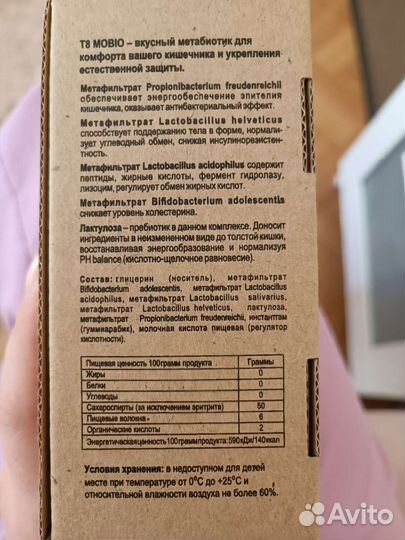 T8 MOBIO – вкусный метабиотик для
комфорта вашего кишечника и укрепления
естественной защиты.
Метафильтрат Propionibacterium freudenreichii
обеспечивает энергообеспечение эпителия
кишечника, оказывает антибактериальный эффект.
Метафильтрат Lactobacillus helveticus
способствует поддержанию тела в форме, нормали-
зует углеводный обмен, снижая инсулинорезистен-
тность.
Метафильтрат Lactobacillus acidophilus содержит
пептиды, жирные кислоты, фермент гидролазу,
лизоцим, регулирует обмен жирных кислот.
Метафильтрат Bifidobacterium adolescentis
снижает уровень холестерина.
Лактулоза – пребиотик в данном комплексе. Доносит
ингредиенты в неизмененном виде до толстой кишки,
восстанавливая энергообразование и нормализуя
PH balance (кислотно-щелочное равновесие).
Состав: глицерин (носитель), метафильтрат
Bifidobacterium adolescentis, метафильтрат Lactobacillus
acidophilus, метафильтрат Lactobacillus salivarius,
метафильтрат Lactobacillus helveticus, лактулоза,
метафильтрат Propionibacterium freudenreichii, инстантгам
(гуммиарабик), молочная кислота пищевая (регулятор
кислотности).
Пищевая ценность 100грамм продукта Граммы
Жиры 0
Белки 0
Углеводы 0
Сахароспирты (за исключением эритрита) 50
Пищевые волокна 6
Органические кислоты 2
Энергетическая ценность 100грамм продукта: 590кДж/140ккал
Условия хранения: в недоступном для детей
месте при температуре от 0°C до +25°C и
относительной влажности воздуха не более 60%.
Avito